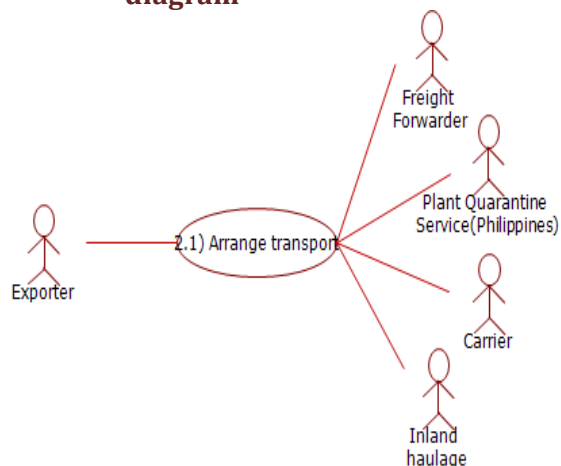 diagram
Freight
Forwarder
Plant Quarantine
Service(Philippines)
2.1) Arrange transport
Exporter
Carrier
Inland
haulage